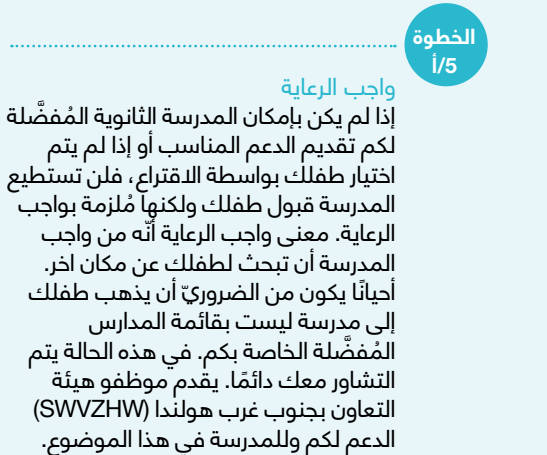 الخطوة
5/أ
واجب الرعاية
إذا لم يكن بإمكان المدرسة الثانوية المُفضَّلة
لكم تقديم الدعم المناسب أو إذا لم يتم
اختيار طفلك بواسطة الاقتراع، فلن تستطيع
المدرسة قبول طفلك ولكنها مُلزمة بواجب
الرعاية. معنى واجب الرعاية أنّه من واجب
المدرسة أن تبحث لطفلك عن مكان اخر.
أحيانًا يكون من الضروريّ أن يذهب طفلك
إلى مدرسة ليست بقائمة المدارس
المُفضَّلة الخاصة بكم. في هذه الحالة يتم
التشاور معك دائمًا. يقدم موظفو هيئة
التعاون بجنوب غرب هولندا (SWVZHW)
الدعم لكم وللمدرسة في هذا الموضوع.